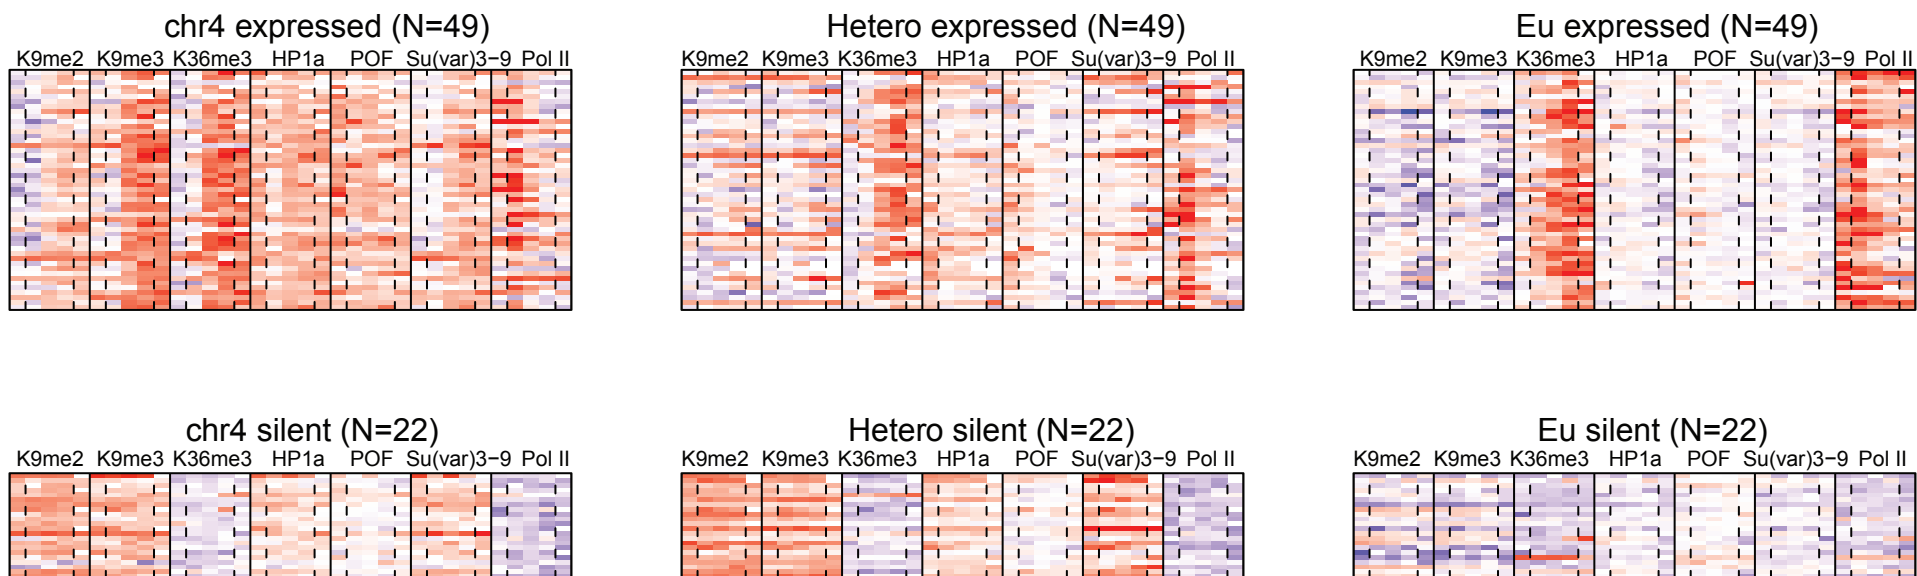 chr4 expressed (N=49)
K9me2 K9me3 K36me3 HP1a POF Su(var)3−9 Pol II
Hetero expressed (N=49)
K9me2 K9me3 K36me3 HP1a POF Su(var)3−9 Pol II
Eu expressed (N=49)
K9me2 K9me3 K36me3 HP1a POF Su(var)3−9 Pol II
chr4 silent (N=22)
K9me2 K9me3 K36me3 HP1a POF Su(var)3−9 Pol II
Hetero silent (N=22)
K9me2 K9me3 K36me3 HP1a POF Su(var)3−9 Pol II
Eu silent (N=22)
K9me2 K9me3 K36me3 HP1a POF Su(var)3−9 Pol II